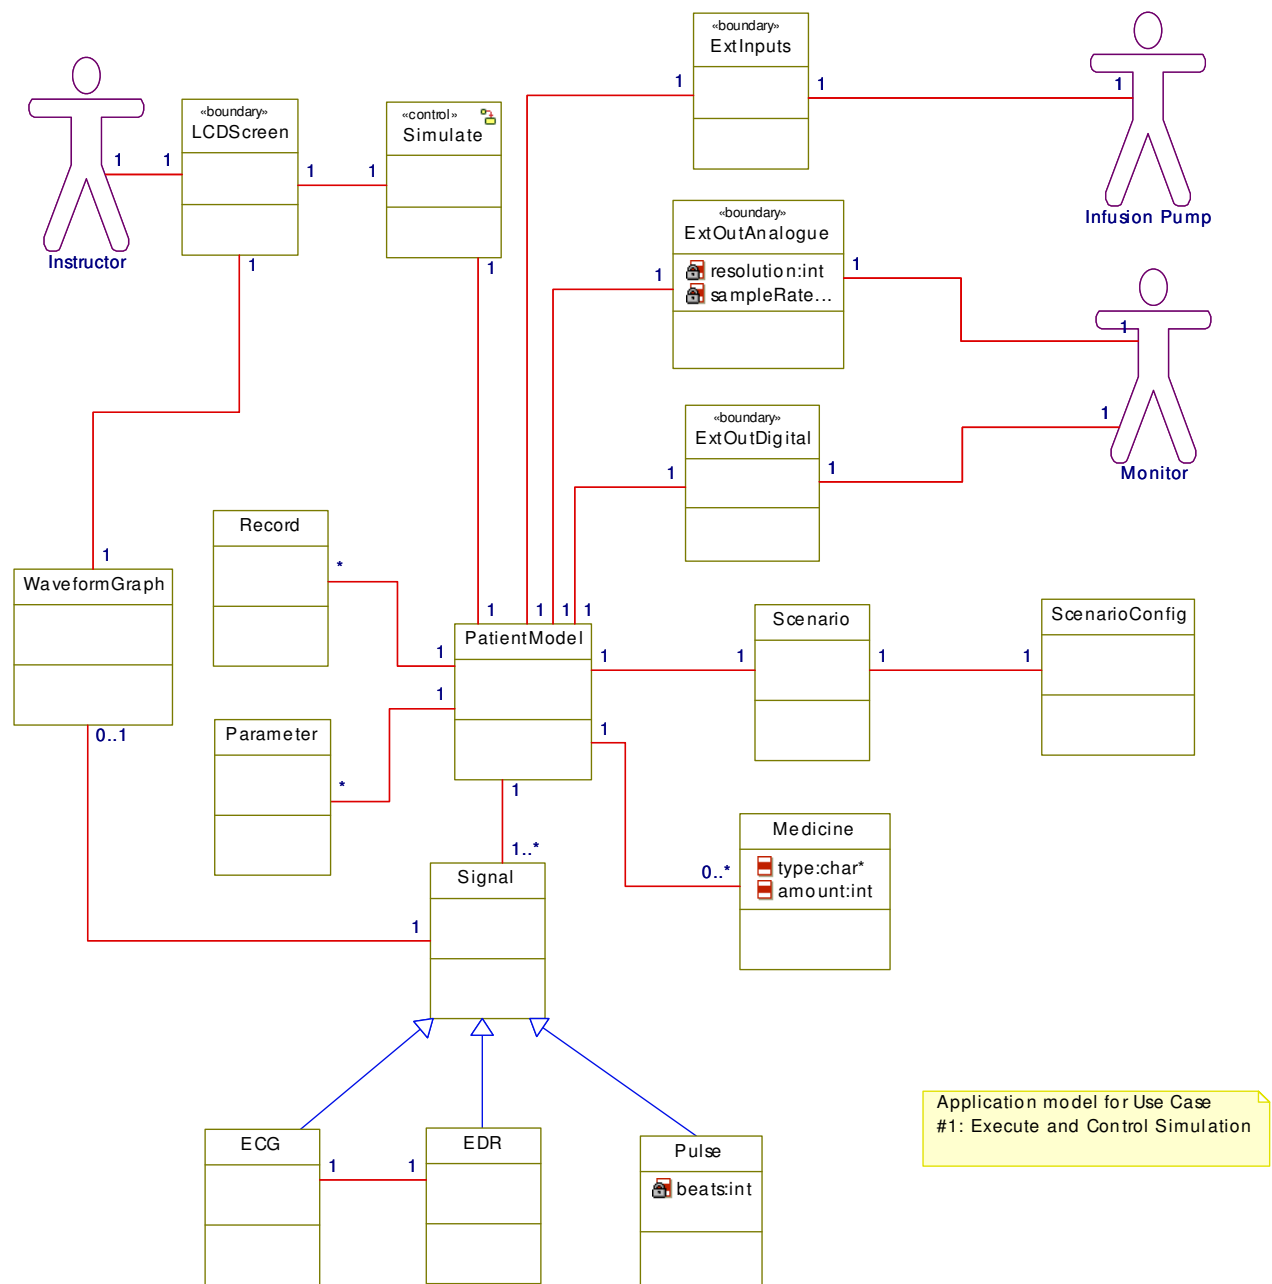 «boundary»
ExtInputs
1
1
1
Infusion Pump
Instructor
1
1
«boundary»
LCDScreen
1
1
«control»
Simulate
1
1
«boundary»
ExtOutAnalogue
resolution:int
sampleRate...
1
1
1
Monitor
1
«boundary»
ExtOutDigital
1
1
1
WaveformGraph
0..1
Record
*
1
1
1
1
PatientModel
1
1
1
1
1
Scenario
1
1
1
ScenarioConfig
Parameter
*
Medicine
type:char*
amount:int
0..*
1..*
Signal
1
ECG
1
1
EDR
Pulse
beats:int
Application model for Use Case
#1: Execute and Control Simulation